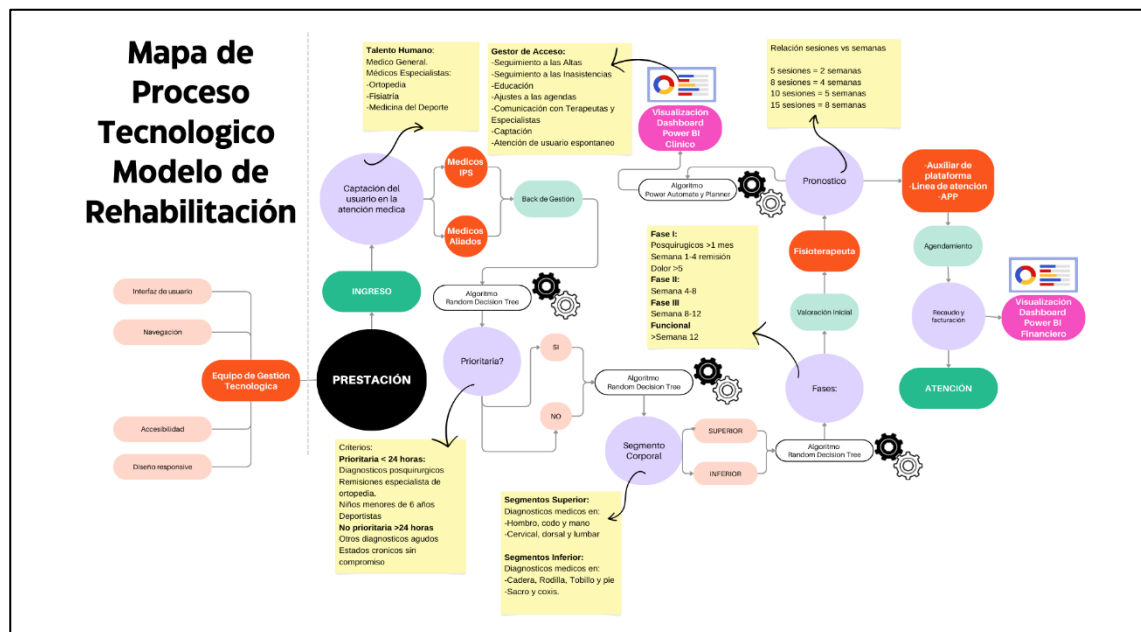 Mapa de
Proceso
Tecnologico
Modelo de
Rehabilitación
Interfaz de usuario
Navegación
Equipo de Gestión
Tecnologica
Accesibilidad
Diseño responsive
PRESTACIÓN
INGRESO
Captación del
usuario en la
atención medica
Talento Humano:
Medico General.
Médicos Especialistas:
-Ortopedia
-Fisiatría
-Medicina del Deporte
Medicos
IPS
Medicos
Aliados
Back de Gestión
Gestor de Acceso:
-Seguimiento a las Altas
-Seguimiento a las Inasistencias
-Educación
-Ajustes a las agendas
-Comunicación con Terapeutas y
Especialistas
-Captación
-Atención de usuario espontaneo
Algoritmo
Random Decision Tree
Prioritaria?
SI
NO
Criterios:
Prioritaria < 24 horas:
Diagnosticos posquirurgicos
Remisiones especialista de
ortopedia.
Niños menores de 6 años
Deportistas
No prioritaria >24 horas
Otros diagnosticos agudos
Estados cronicos sin
compromiso
Algoritmo
Random Decision Tree
Segmento
Corporal
SUPERIOR
INFERIOR
Segmentos Superior:
Diagnosticos medicos en:
-Hombro, codo y mano
-Cervical, dorsal y lumbar
Segmentos Inferior:
Diagnosticos medicos en:
-Cadera, Rodilla, Tobillo y pie
-Sacro y coxis.
Algoritmo
Random Decision Tree
Fases:
Fase I:
Posquirugicos >1 mes
Semana 1-4 remisión
Dolor >5
Fase II:
Semana 4-8
Fase III
Semana 8-12
Funcional
>Semana 12
Valoración Inicial
Fisioterapeuta
Pronostico
Relación sesiones vs semanas
5 sesiones = 2 semanas
8 sesiones = 4 semanas
10 sesiones = 5 semanas
15 sesiones = 8 semanas
Algoritmo
Power Automate y Planner
Visualización
Dashboard
Power BI
Clinico
-Auxiliar de
plataforma
-Linea de atención
-APP
Agendamiento
Recaudo y
facturación
Visualización
Dashboard
Power BI
Financiero
ATENCIÓN